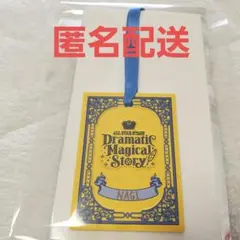 匿名配送
ALL STAR STAGE
Dramatic
Magical
Story
NAGI